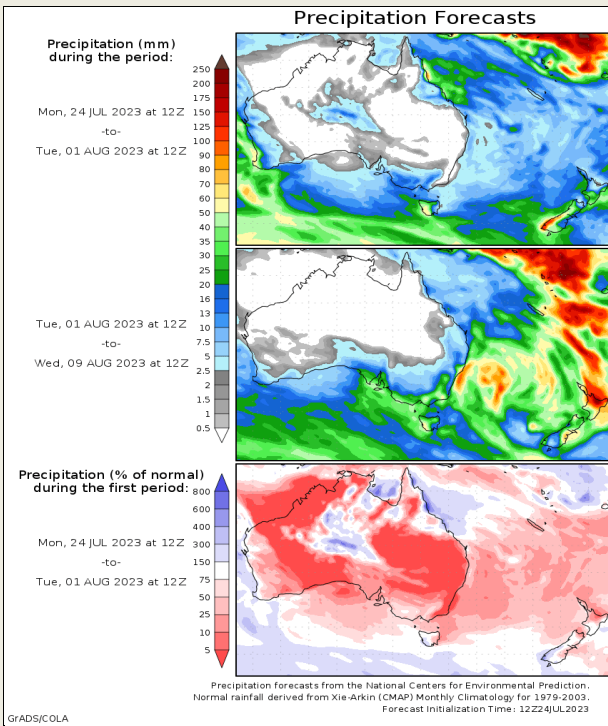 Precipitation Forecasts
Precipitation (mm)
during the period:
Mon, 24 JUL 2023 at 12Z
-to-
Tue, 01 AUG 2023 at 12Z
250
200
175
150
125
100
90
80
70
60
50
40
35
30
25
20
16
13
10
7.5
5
2.5
2
1.5
1
0.5
Tue, 01 AUG 2023 at 12Z
-to-
Wed, 09 AUG 2023 at 12Z
Precipitation (% of normal)
during the first period:
Mon, 24 JUL 2023 at 12Z
-to-
Tue, 01 AUG 2023 at 12Z
800
600
400
300
150
75
50
25
10
5
Precipitation forecasts from the National Centers for Environmental Prediction.
Normal rainfall derived from Xie-Arkin (CMAP) Monthly Climatology for 1979-2003.
Forecast Initialization Time: 12Z24JUL2023
GrADS/COLA